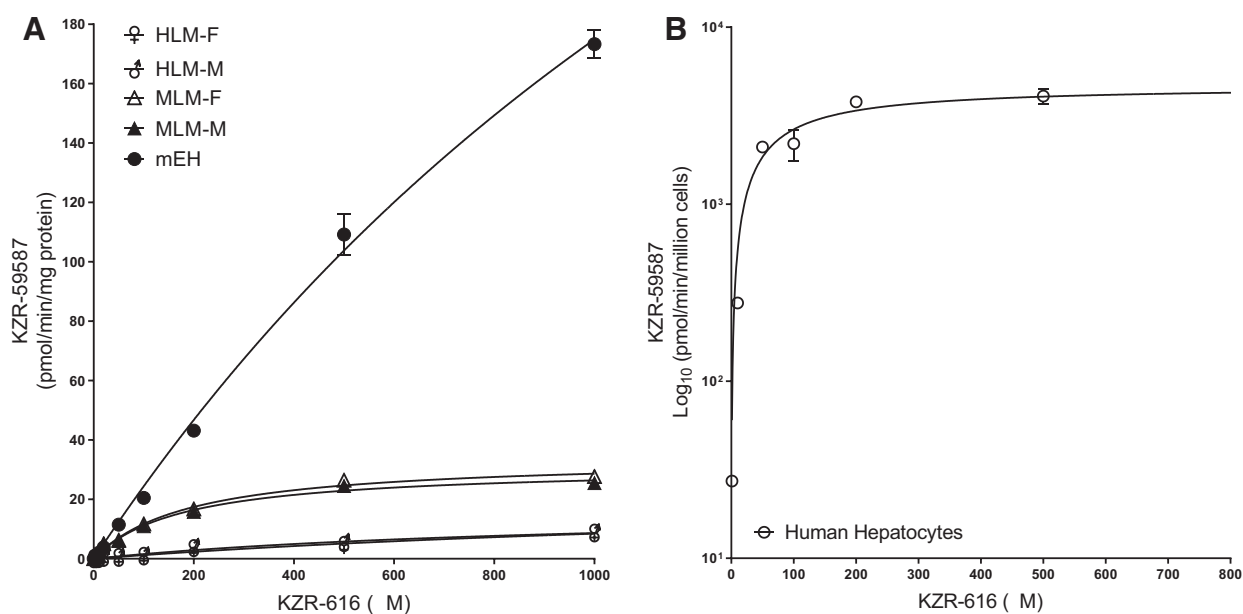 A
180
160
140
120
100
80
60
40
20
0
KZR-59587
(pmol/min/mg protein)
HLM-F
HLM-M
MLM-F
MLM-M
mEH
0 200 400 600 800 1000
KZR-616 ( M)
B
10⁴
10³
10²
10¹
KZR-59587
Log₁₀ (pmol/min/million cells)
Human Hepatocytes
0 100 200 300 400 500 600 700 800
KZR-616 ( M)